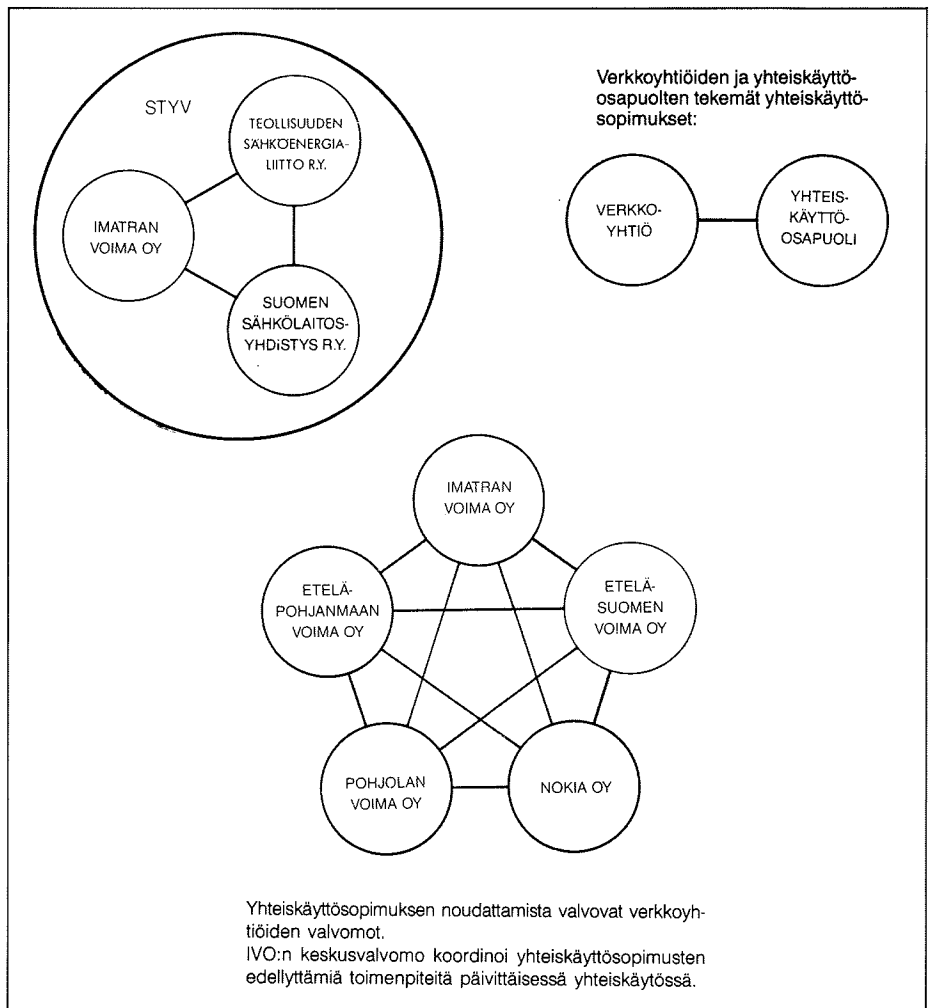 STYV
TEOLLISUUDEN
SÄHKÖENERGIA-
LIITTO R.Y.
IMATRAN
VOIMA OY
SUOMEN
SÄHKÖLAITOS-
YHDiSTYS R.Y.
Verkkoyhtiöiden ja yhteiskäyttö-
osapuolten tekemät yhteiskäyttö-
sopimukset:
VERKKO-
YHTIÖ
YHTEIS-
KÄYTTÖ-
OSAPUOLI
IMATRAN
VOIMA OY
ETELÄ-
POHJANMAAN
VOIMA OY
ETELÄ-
SUOMEN
VOIMA OY
POHJOLAN
VOIMA OY
NOKIA OY
Yhteiskäyttösopimuksen noudattamista valvovat verkkoyh-
tiöiden valvomot.
IVO:n keskusvalvomo koordinoi yhteiskäyttösopimusten
edellyttämiä toimenpiteitä päivittäisessä yhteiskäytössä.